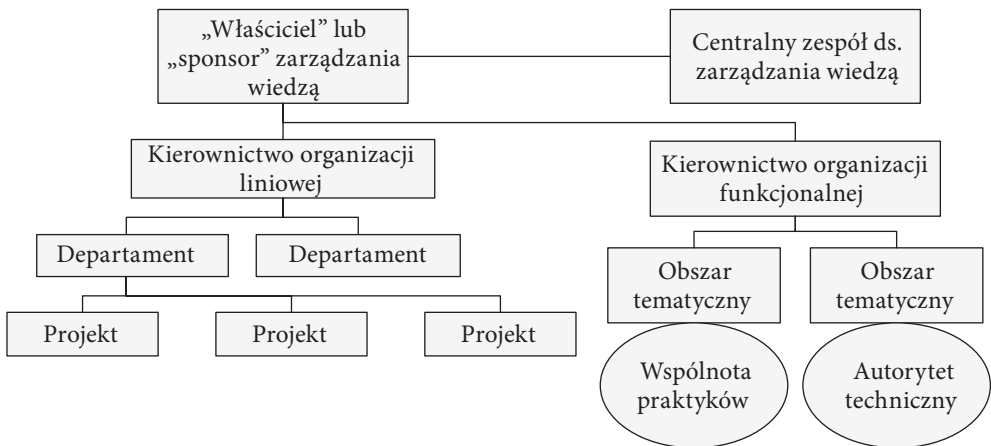 „Właściciel” lub
„sponsor” zarządzania
wiedzą
Centralny zespół ds.
zarządzania wiedzą
Kierownictwo organizacji
liniowej
Kierownictwo organizacji
funkcjonalnej
Departament
Departament
Obszar
tematyczny
Obszar
tematyczny
Projekt
Projekt
Projekt
Wspólnota
praktyków
Autorytet
techniczny